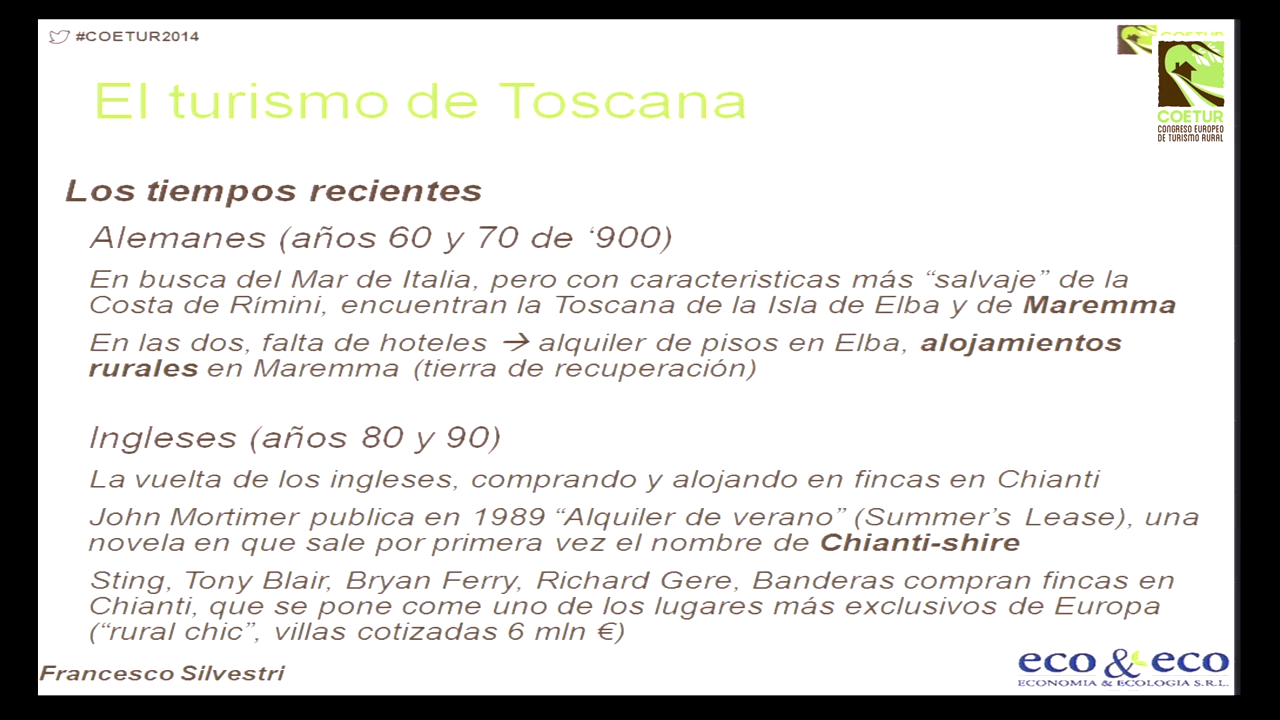 #COETUR2014
El turismo de Toscana
COETUR
CONGRESO EUROPEO
DE TURISMO RURAL
Los tiempos recientes
Alemanes (años 60 y 70 de ‘900)
En busca del Mar de Italia, pero con caracteristicas más “salvaje” de la
Costa de Rímini, encuentran la Toscana de la Isla de Elba y de Maremma
En las dos, falta de hoteles → alquiler de pisos en Elba, alojamientos
rurales en Maremma (tierra de recuperación)
Ingleses (años 80 y 90)
La vuelta de los ingleses, comprando y alojando en fincas en Chianti
John Mortimer publica en 1989 “Alquiler de verano” (Summer’s Lease), una
novela en que sale por primera vez el nombre de Chianti-shire
Sting, Tony Blair, Bryan Ferry, Richard Gere, Banderas compran fincas en
Chianti, que se pone come uno de los lugares más exclusivos de Europa
(“rural chic”, villas cotizadas 6 mln €)
Francesco Silvestri
eco & eco
ECONOMIA & ECOLOGIA S.R.L.